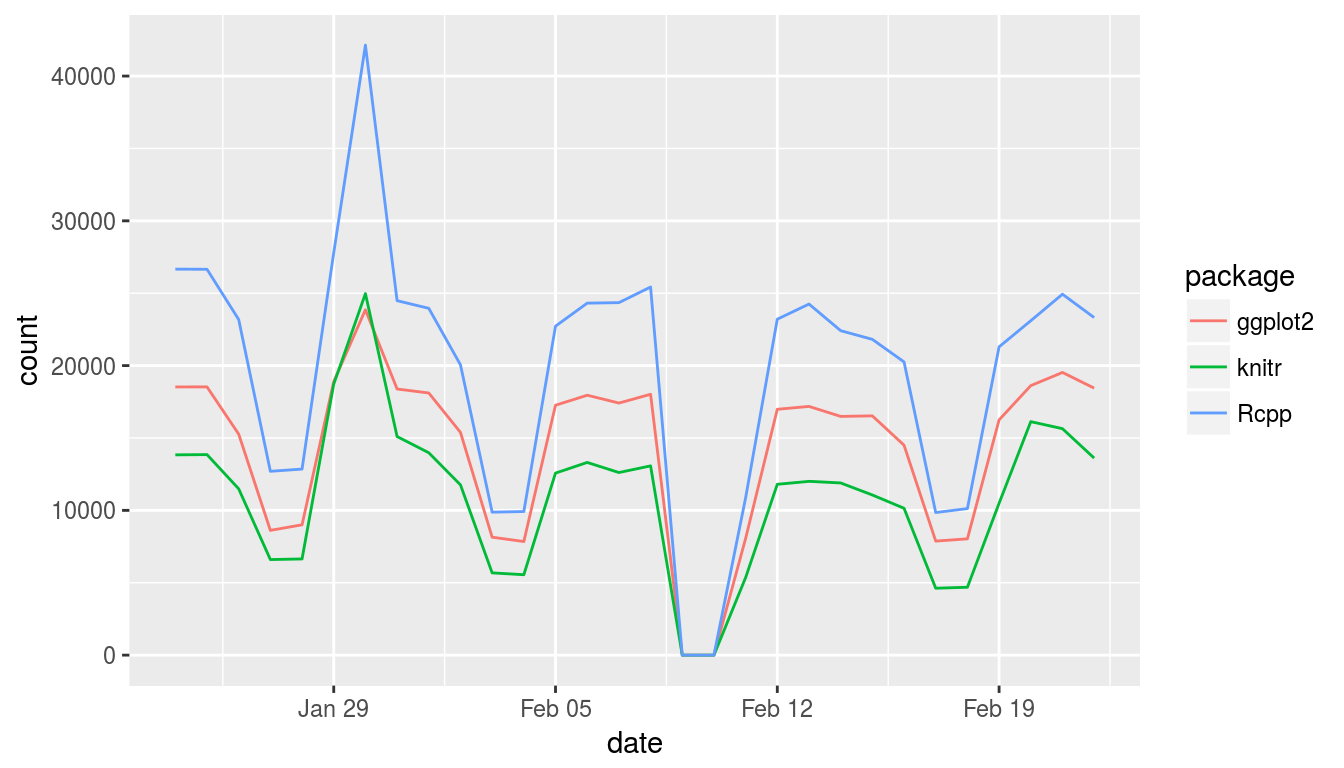 40000
30000
20000
10000
0
count
Jan 29
Feb 05
Feb 12
Feb 19
date
package
ggplot2
knitr
Rcpp